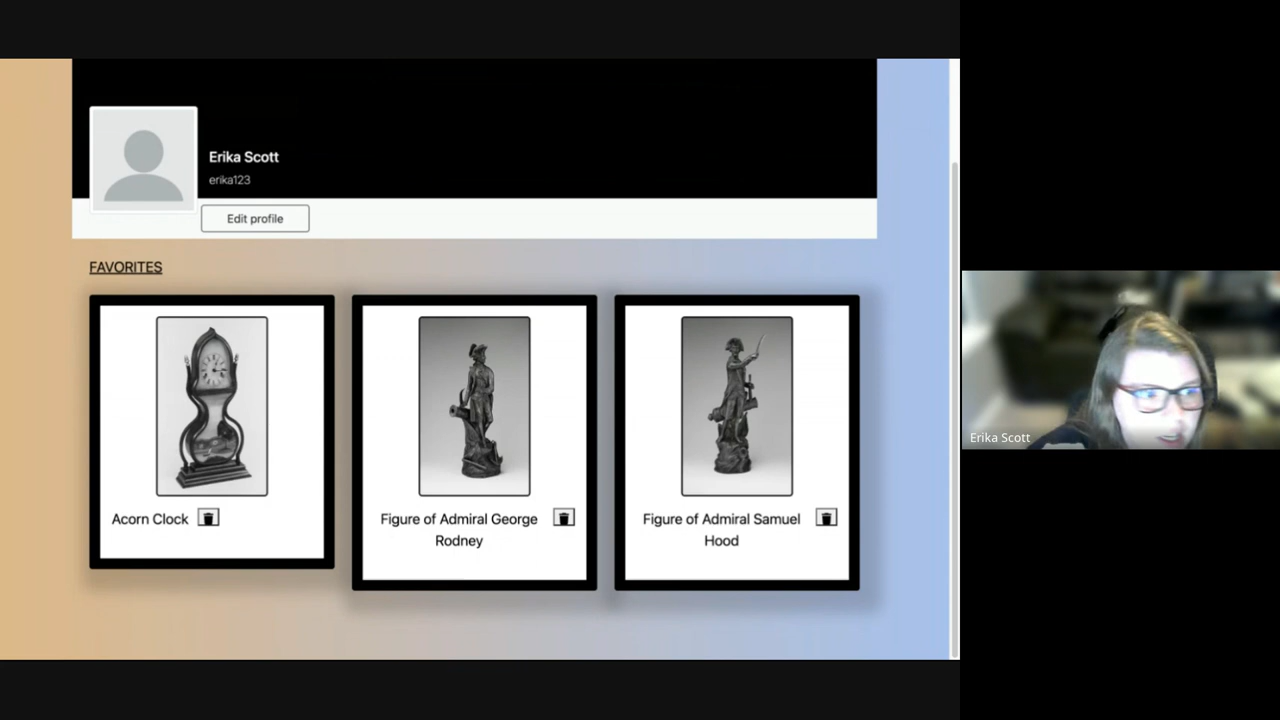 Erika Scott
erika123
Edit profile
FAVORITES
Acorn Clock
Figure of Admiral George
Rodney
Figure of Admiral Samuel
Hood
Erika Scott